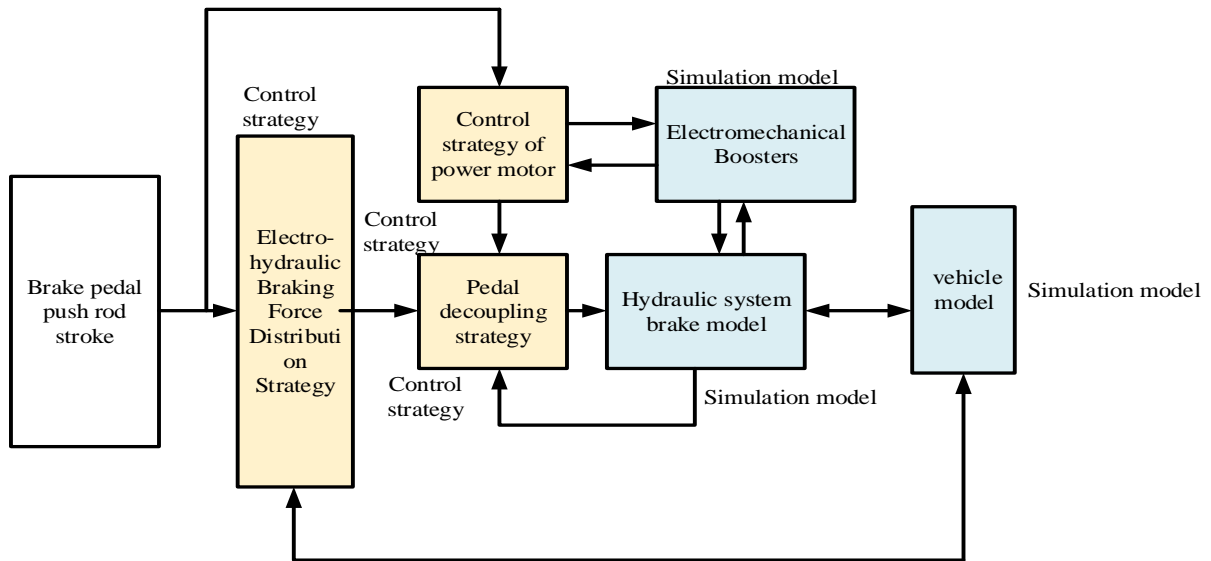 Simulation model
Control
strategy
Control
strategy of
power motor
Electromechanical
Boosters
Control
strategy
Brake pedal
push rod
stroke
Electro-
hydraulic
Braking
Force
Distributi
on
Strategy
Pedal
decoupling
strategy
Hydraulic system
brake model
vehicle
model
Simulation model
Control
strategy
Simulation model